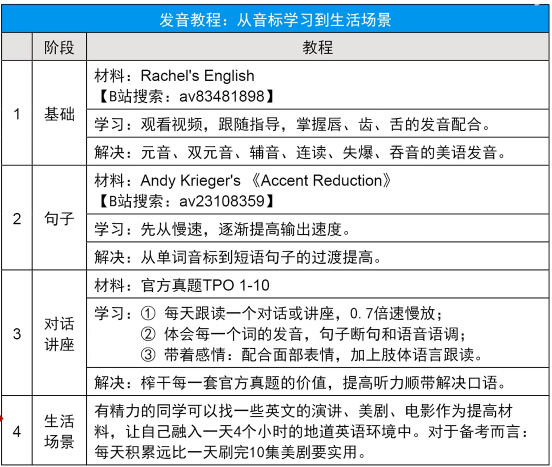 发音教程：从音标学习到生活场景
阶段 教程
1 基础
材料：Rachel's English
【B站搜索：av83481898】
学习：观看视频，跟随指导，掌握唇、齿、舌的发音配合。
解决：元音、双元音、辅音、连读、失爆、吞音的美语发音。
2 句子
材料：Andy Krieger's 《Accent Reduction》
【B站搜索：av23108359】
学习：先从慢速，逐渐提高输出速度。
解决：从单词音标到短语句子的过渡提高。
3 对话
讲座
材料：官方真题TPO 1-10
学习：① 每天跟读一个对话或讲座，0.7倍速慢放；
② 体会每一个词的发音，句子断句和语音语调；
③ 带着感情：配合面部表情，加上肢体语言跟读。
解决：榨干每一套官方真题的价值，提高听力顺带解决口语。
4 生活
场景
有精力的同学可以找一些英文的演讲、美剧、电影作为提高材
料，让自己融入一天4个小时的地道英语环境中。对于备考而言：
每天积累远比一天刷完10集美剧要实用。